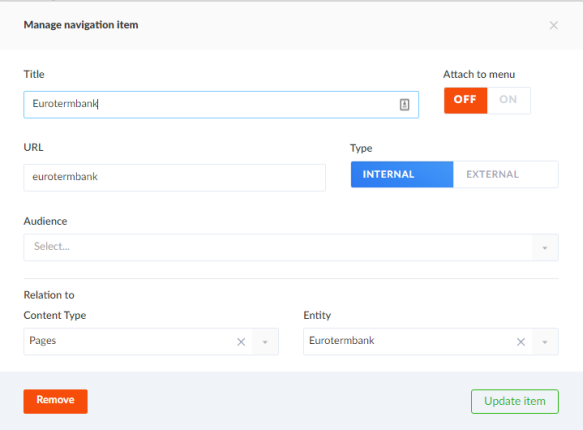 Manage navigation item
Title
Attach to menu
Eurotermbank
OFF ON
URL
Type
eurotermbank
INTERNAL EXTERNAL
Audience
Select...
Relation to
Content Type
Entity
Pages
Eurotermbank
Remove
Update item